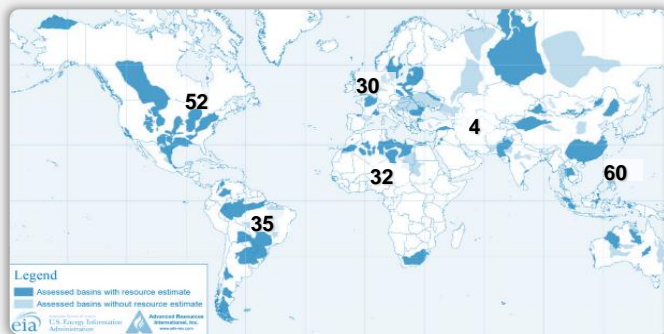 52
30
4
32
60
35
Legend
Assessed basins with resource estimate
Assessed basins without resource estimate
eia
U.S. Energy Information
Administration
Advanced Resources
International, Inc.